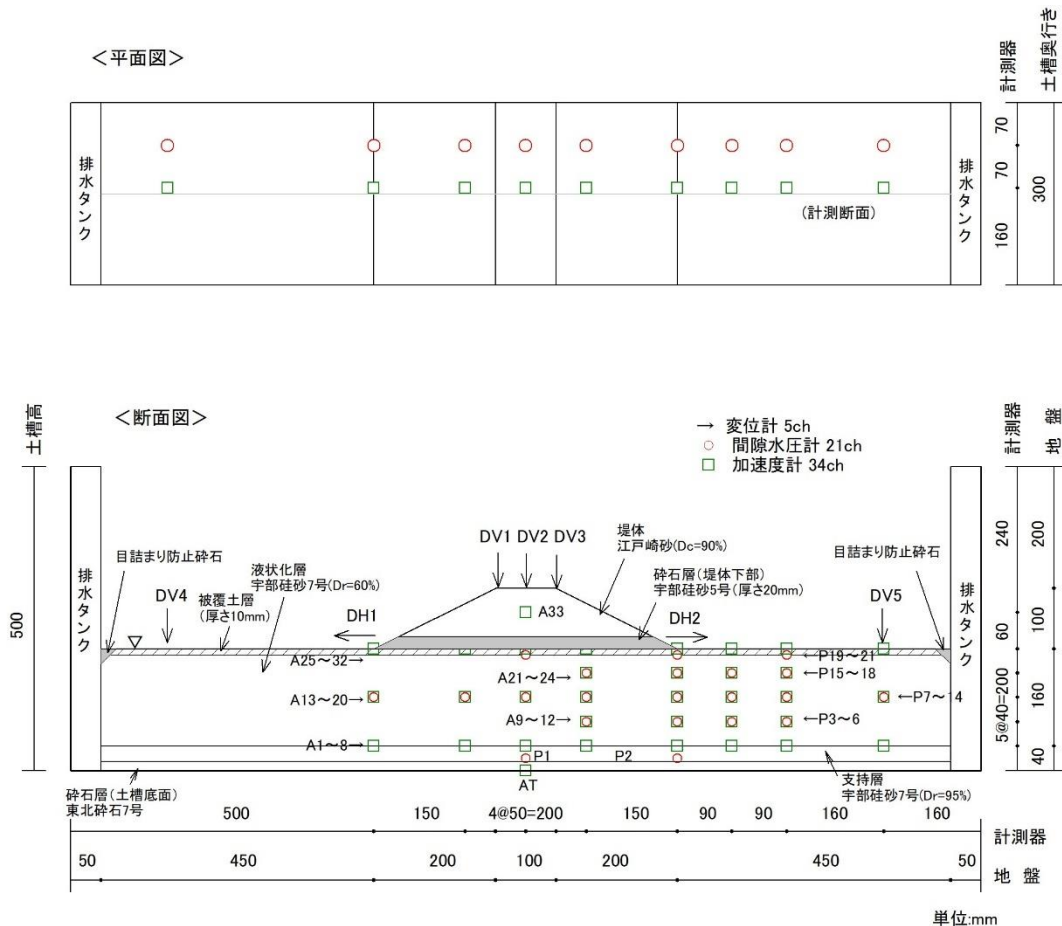 <平面図>
排水タンク
排水タンク
(計測断面)
計測器
土槽奥行き
70
70
160
300
<断面図>
土槽高
500
→ 変位計 5ch
○ 間隙水圧計 21ch
□ 加速度計 34ch
計測器
地 盤
排水タンク
排水タンク
目詰まり防止砕石
DV4
被覆土層
(厚さ10mm)
液状化層
宇部硅砂7号(Dr=60%)
DH1
DV1 DV2 DV3
A33
堤体
江戸崎砂(Dc=90%)
砕石層(堤体下部)
宇部硅砂5号(厚さ20mm)
DH2
目詰まり防止砕石
DV5
A25~32→
A13~20→
A1~8→
A21~24→
A9~12→
←P19~21
←P15~18
←P7~14
←P3~6
P1
P2
AT
砕石層(土槽底面)
東北砕石7号
支持層
宇部硅砂7号(Dr=95%)
240
60
5@40=200
200
100
160
40
500 150 4@50=200 150 90 90 160 160
計測器
50 450 200 100 200 450 50
地 盤
単位:mm